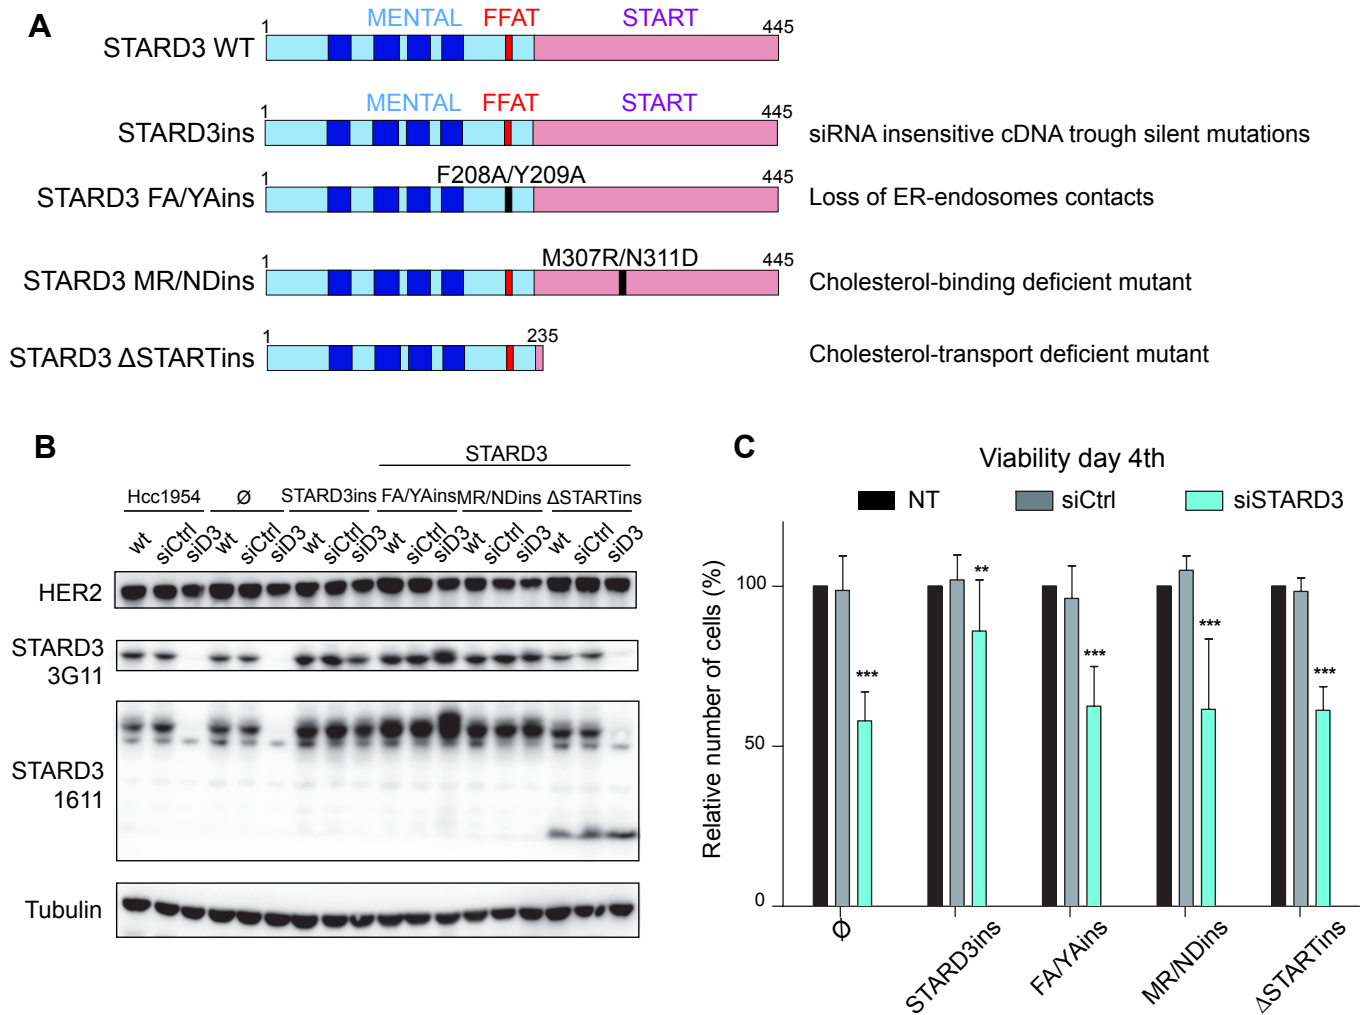 A
MENTAL FFAT START
1 445
STARD3 WT
MENTAL FFAT START
1 445
STARD3ins
siRNA insensitive cDNA trough silent mutations
F208A/Y209A
1 445
STARD3 FA/YAins
Loss of ER-endosomes contacts
M307R/N311D
1 445
STARD3 MR/NDins
Cholesterol-binding deficient mutant
1 235
STARD3 ΔSTARTins
Cholesterol-transport deficient mutant
B
STARD3
Hcc1954 Ø STARD3ins FA/YAins MR/NDins ΔSTARTins
wt siCtrl siD3 wt siCtrl siD3 wt siCtrl siD3 wt siCtrl siD3 wt siCtrl siD3 wt siCtrl siD3
HER2
STARD3
3G11
STARD3
1611
Tubulin
C
Viability day 4th
NT siCtrl siSTARD3
Relative number of cells (%)
100
50
0
***
**
***
***
***
Ø
STARD3ins
FA/YAins
MR/NDins
ΔSTARTins